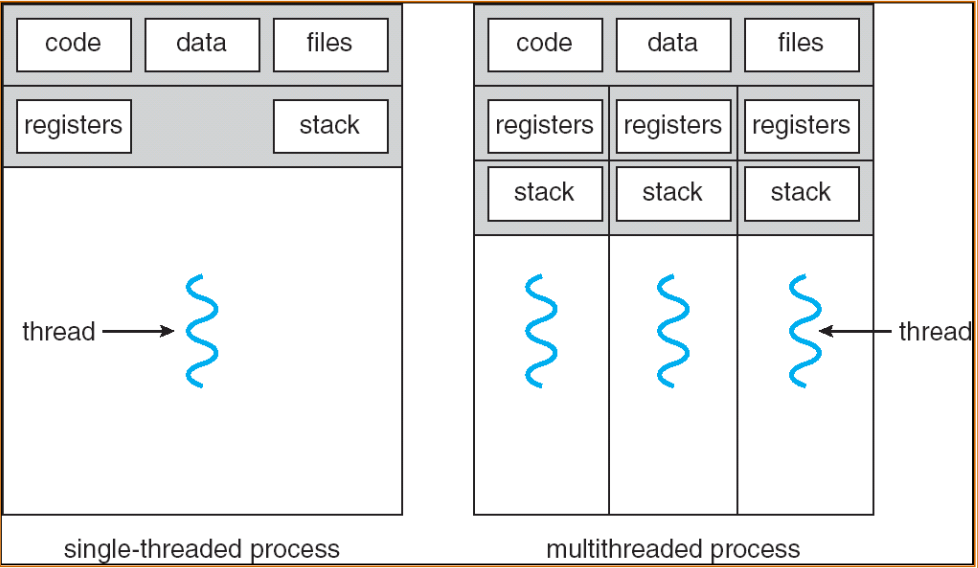 code data files
registers stack
thread
single-threaded process
code data files
registers registers registers
stack stack stack
thread
multithreaded process